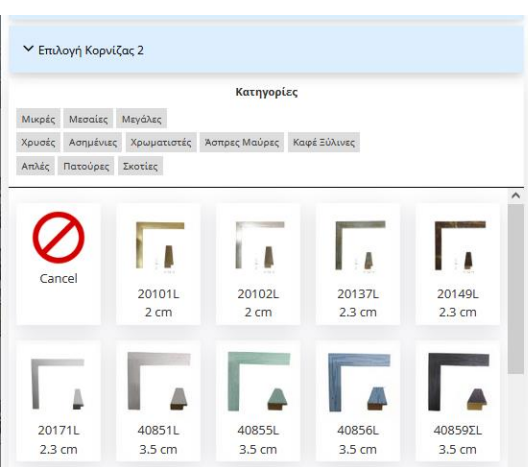 Επιλογή Κορνίζας 2
Κατηγορίες
Μικρές Μεσαίες Μεγάλες
Χρυσές Ασημένιες Χρωματιστές Άσπρες Μαύρες Καφέ Ξύλινες
Απλές Πατούρες Σκοτίες
Cancel
20101L
2 cm
20102L
2 cm
20137L
2.3 cm
20149L
2.3 cm
20171L
2.3 cm
40851L
3.5 cm
40855L
3.5 cm
40856L
3.5 cm
40859ΣL
3.5 cm